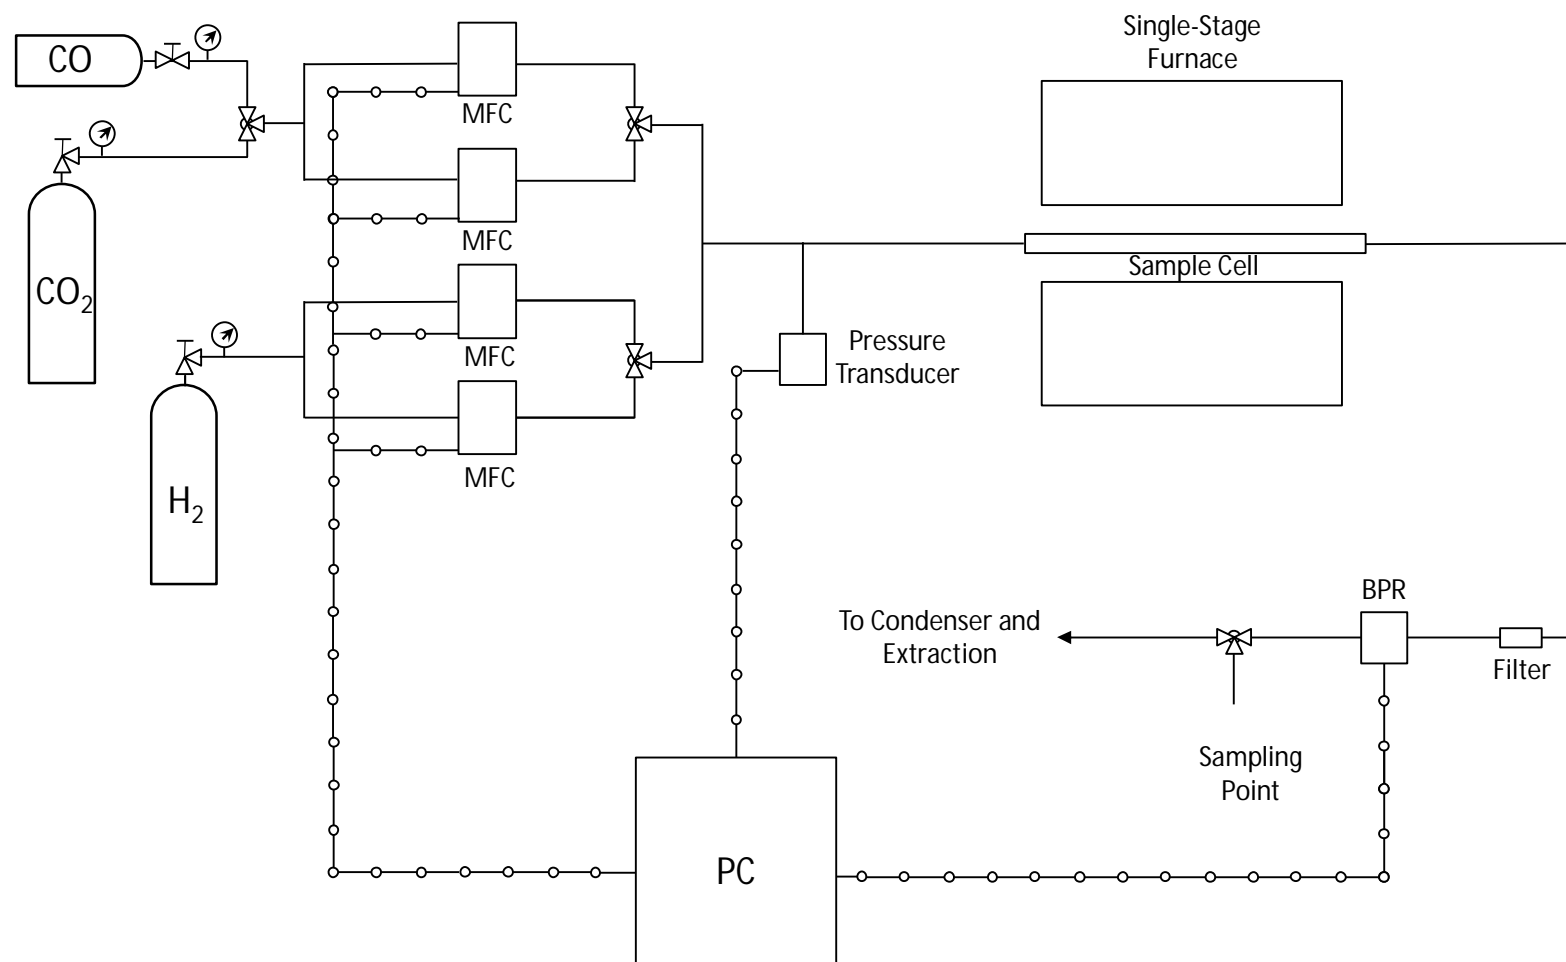 Single-Stage
Furnace
CO
MFC
MFC
CO₂
Sample Cell
MFC
Pressure
Transducer
MFC
H₂
BPR
To Condenser and
Extraction
Filter
Sampling
Point
PC